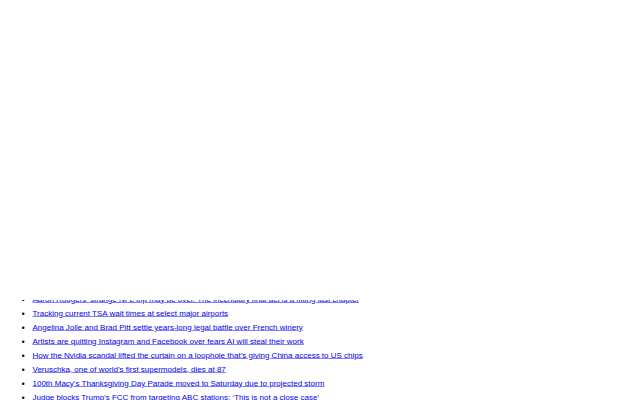 Tracking current TSA wait times at select major airports
Angelina Jolie and Brad Pitt settle years-long legal battle over French winery
Artists are quitting Instagram and Facebook over fears AI will steal their work
How the Nvidia scandal lifted the curtain on a loophole that's giving China access to US chips
Veruschka, one of world's first supermodels, dies at 87
100th Macy's Thanksgiving Day Parade moved to Saturday due to projected storm
Judge blocks Trump's FCC from targeting ABC stations: 'This is not a close case'